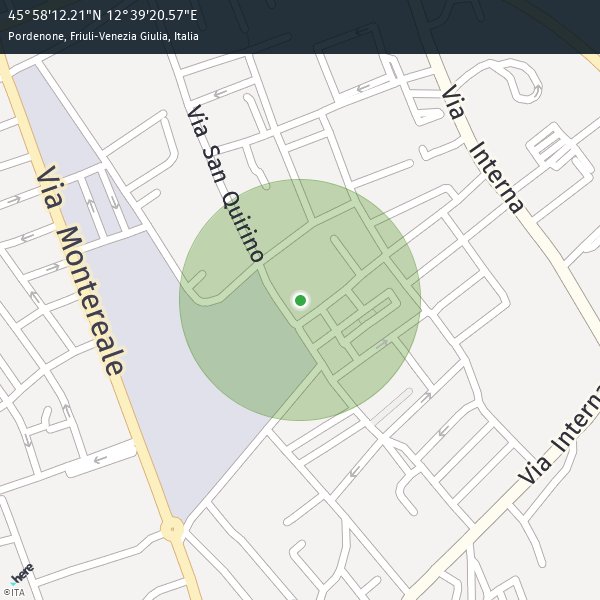 45°58'12.21"N 12°39'20.57"E
Pordenone, Friuli-Venezia Giulia, Italia
Via Interna
Via San Quirino
Via Montereale
Via Interna
here
©ITA